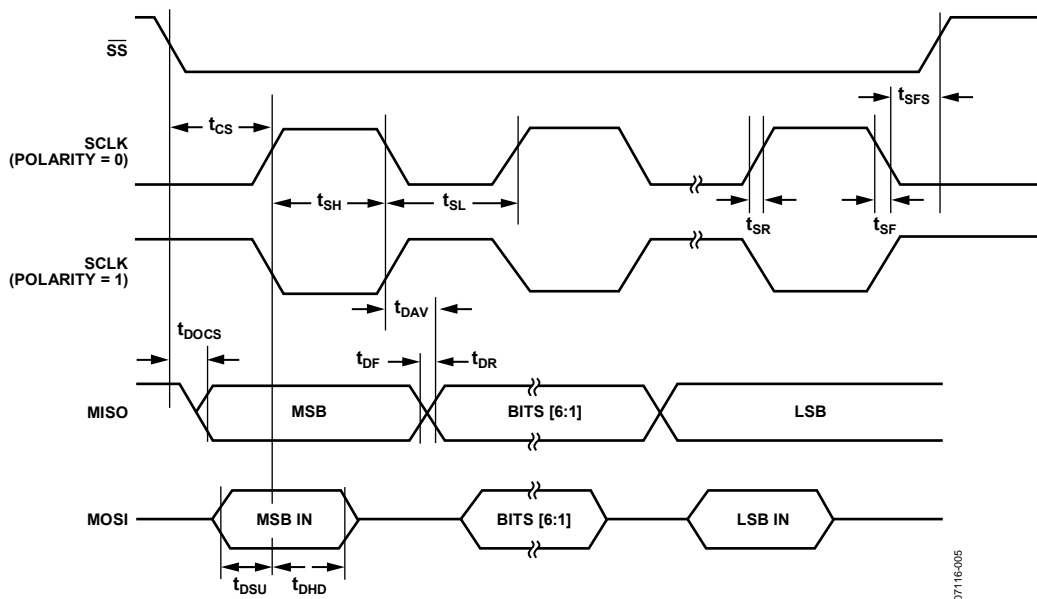 SS
tSFS
tCS
SCLK
(POLARITY = 0)
tSH
tSL
tSR
tSF
SCLK
(POLARITY = 1)
tDAV
tDOCS
tDF
tDR
MISO
MSB
BITS [6:1]
LSB
MOSI
MSB IN
BITS [6:1]
LSB IN
tDSU
tDHD
07116-005